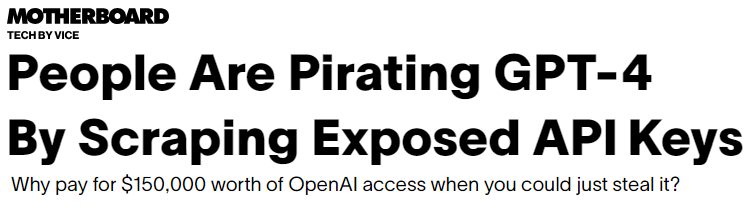 MOTHERBOARD
TECH BY VICE
People Are Pirating GPT-4
By Scraping Exposed API Keys
Why pay for $150,000 worth of OpenAI access when you could just steal it?